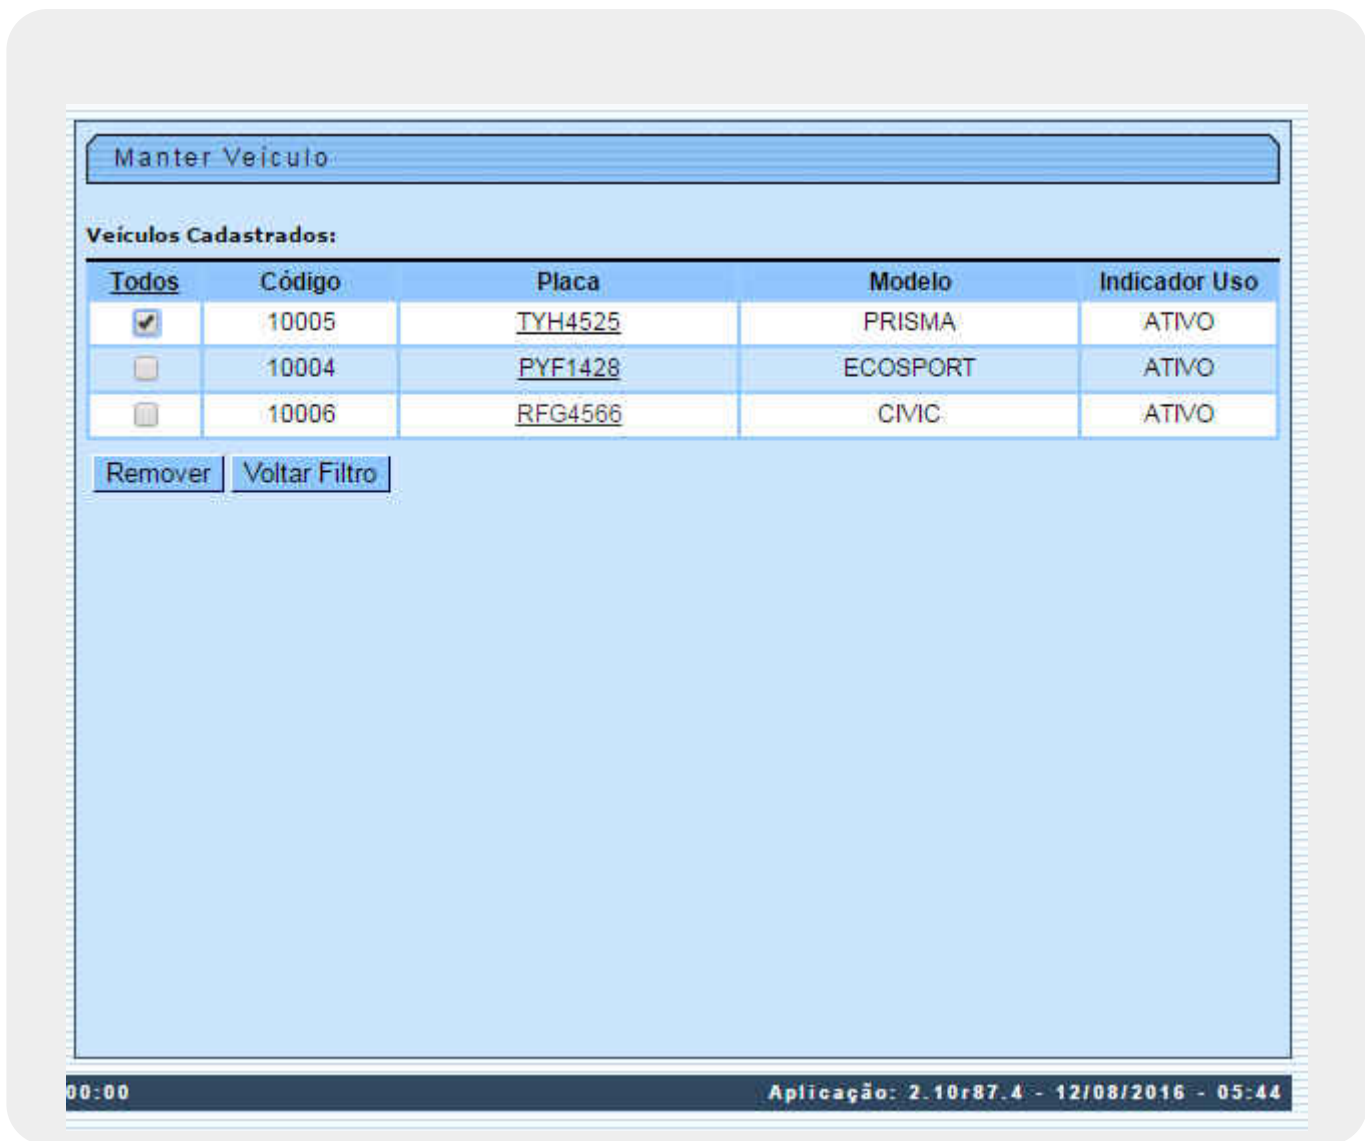 Manter Veículo
Veículos Cadastrados:
Todos Código Placa Modelo Indicador Uso
10005 TYH4525 PRISMA ATIVO
10004 PYF1428 ECOSPORT ATIVO
10006 RFG4566 CIVIC ATIVO
Remover Voltar Filtro
00:00 Aplicação: 2.10r87.4 - 12/08/2016 - 05:44